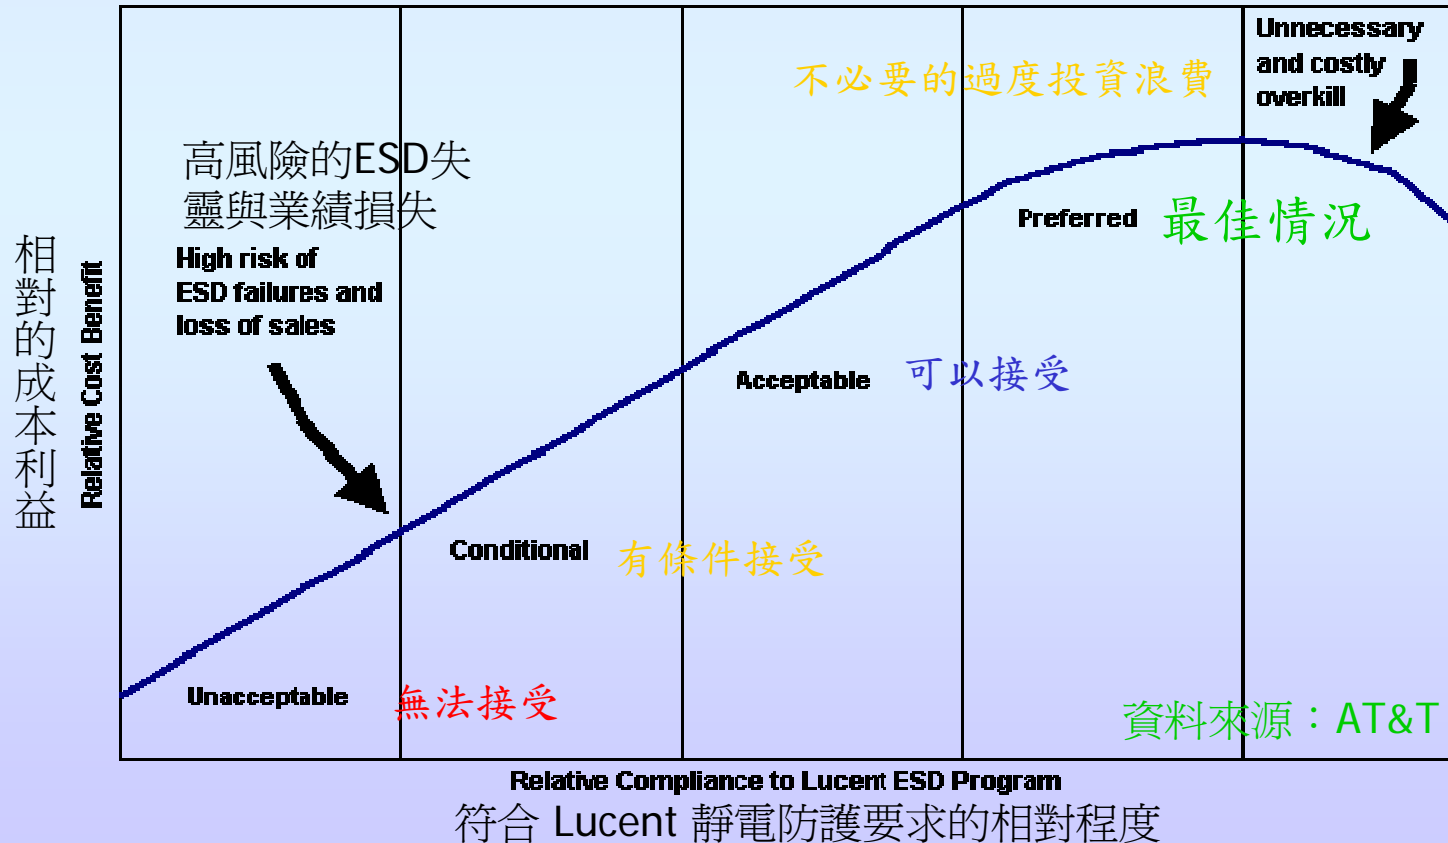 Unnecessary
and costly
overkill
不必要的過度投資浪費
高風險的ESD失
靈與業績損失
High risk of
ESD failures and
loss of sales
Preferred 最佳情況
相對的成本利益
Relative Cost Benefit
Acceptable 可以接受
Conditional 有條件接受
Unacceptable 無法接受
資料來源：AT&T
Relative Compliance to Lucent ESD Program
符合 Lucent 靜電防護要求的相對程度